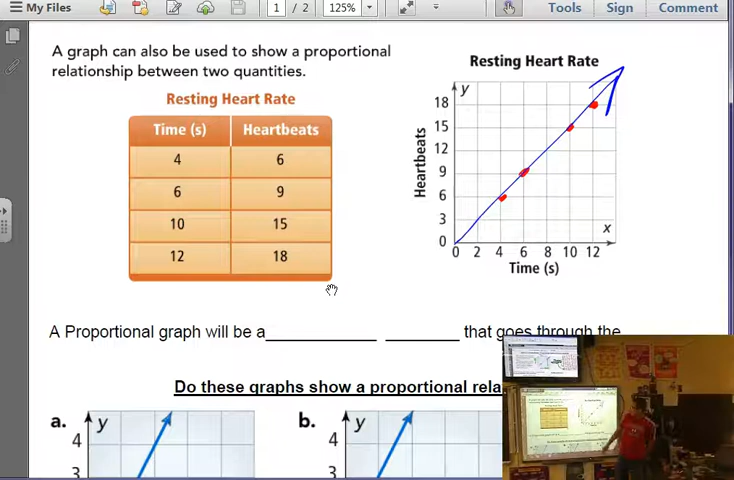 My Files
1 / 2
125%
Tools
Sign
Comment
A graph can also be used to show a proportional
relationship between two quantities.
Resting Heart Rate
Time (s) Heartbeats
4 6
6 9
10 15
12 18
Resting Heart Rate
y
18
15
12
9
6
3
0
Heartbeats
x
0 2 4 6 8 10 12
Time (s)
A Proportional graph will be a____________ ________ that goes through the
Do these graphs show a proportional rela
a.
y
4
3
b.
y
4
3